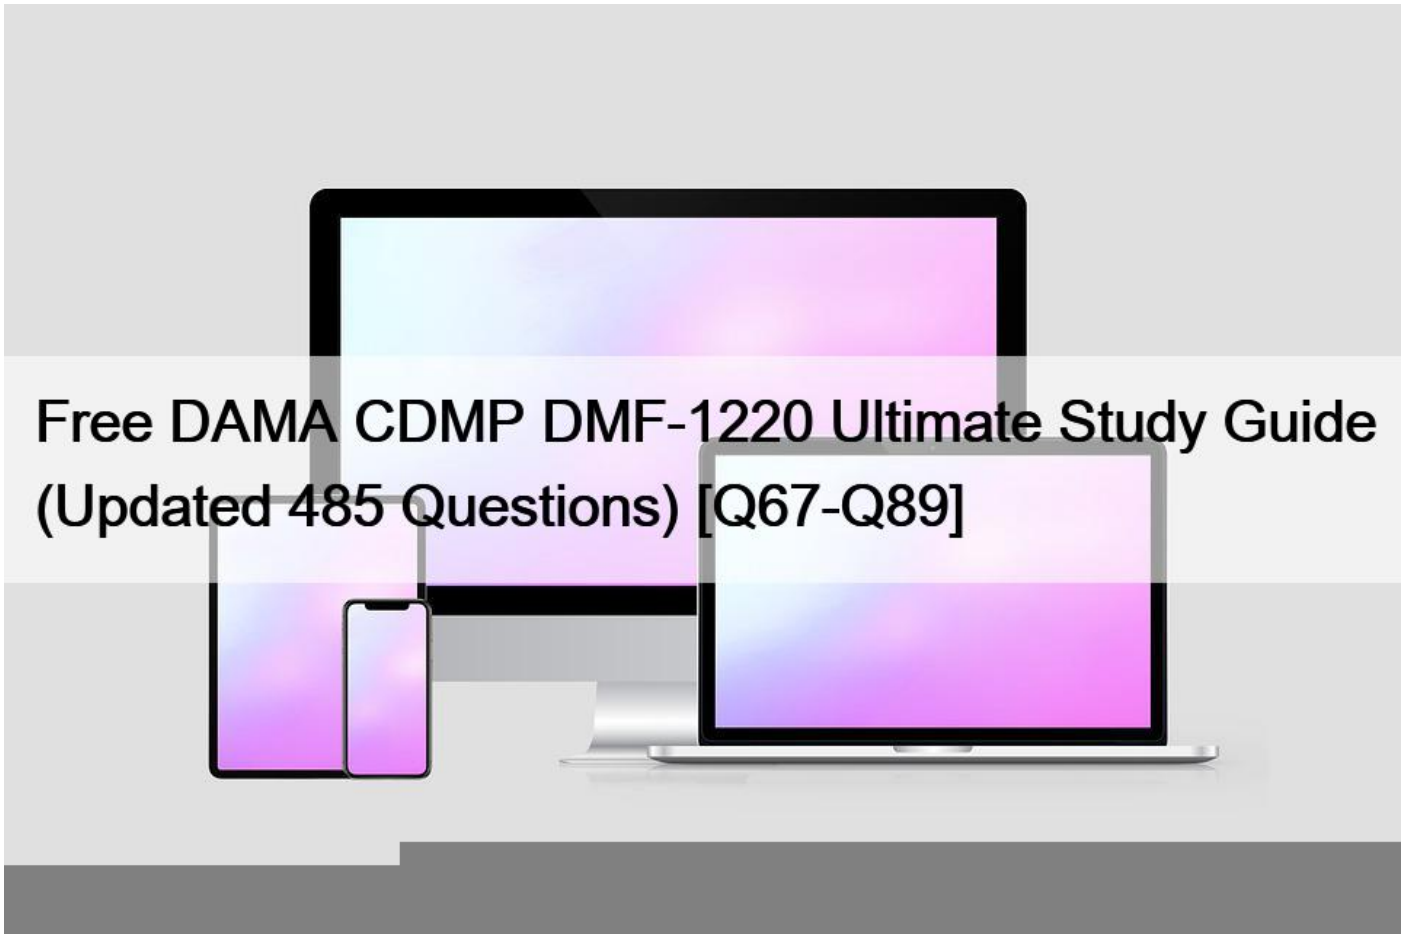 Free DAMA CDMP DMF-1220 Ultimate Study Guide
(Updated 485 Questions) [Q67-Q89]